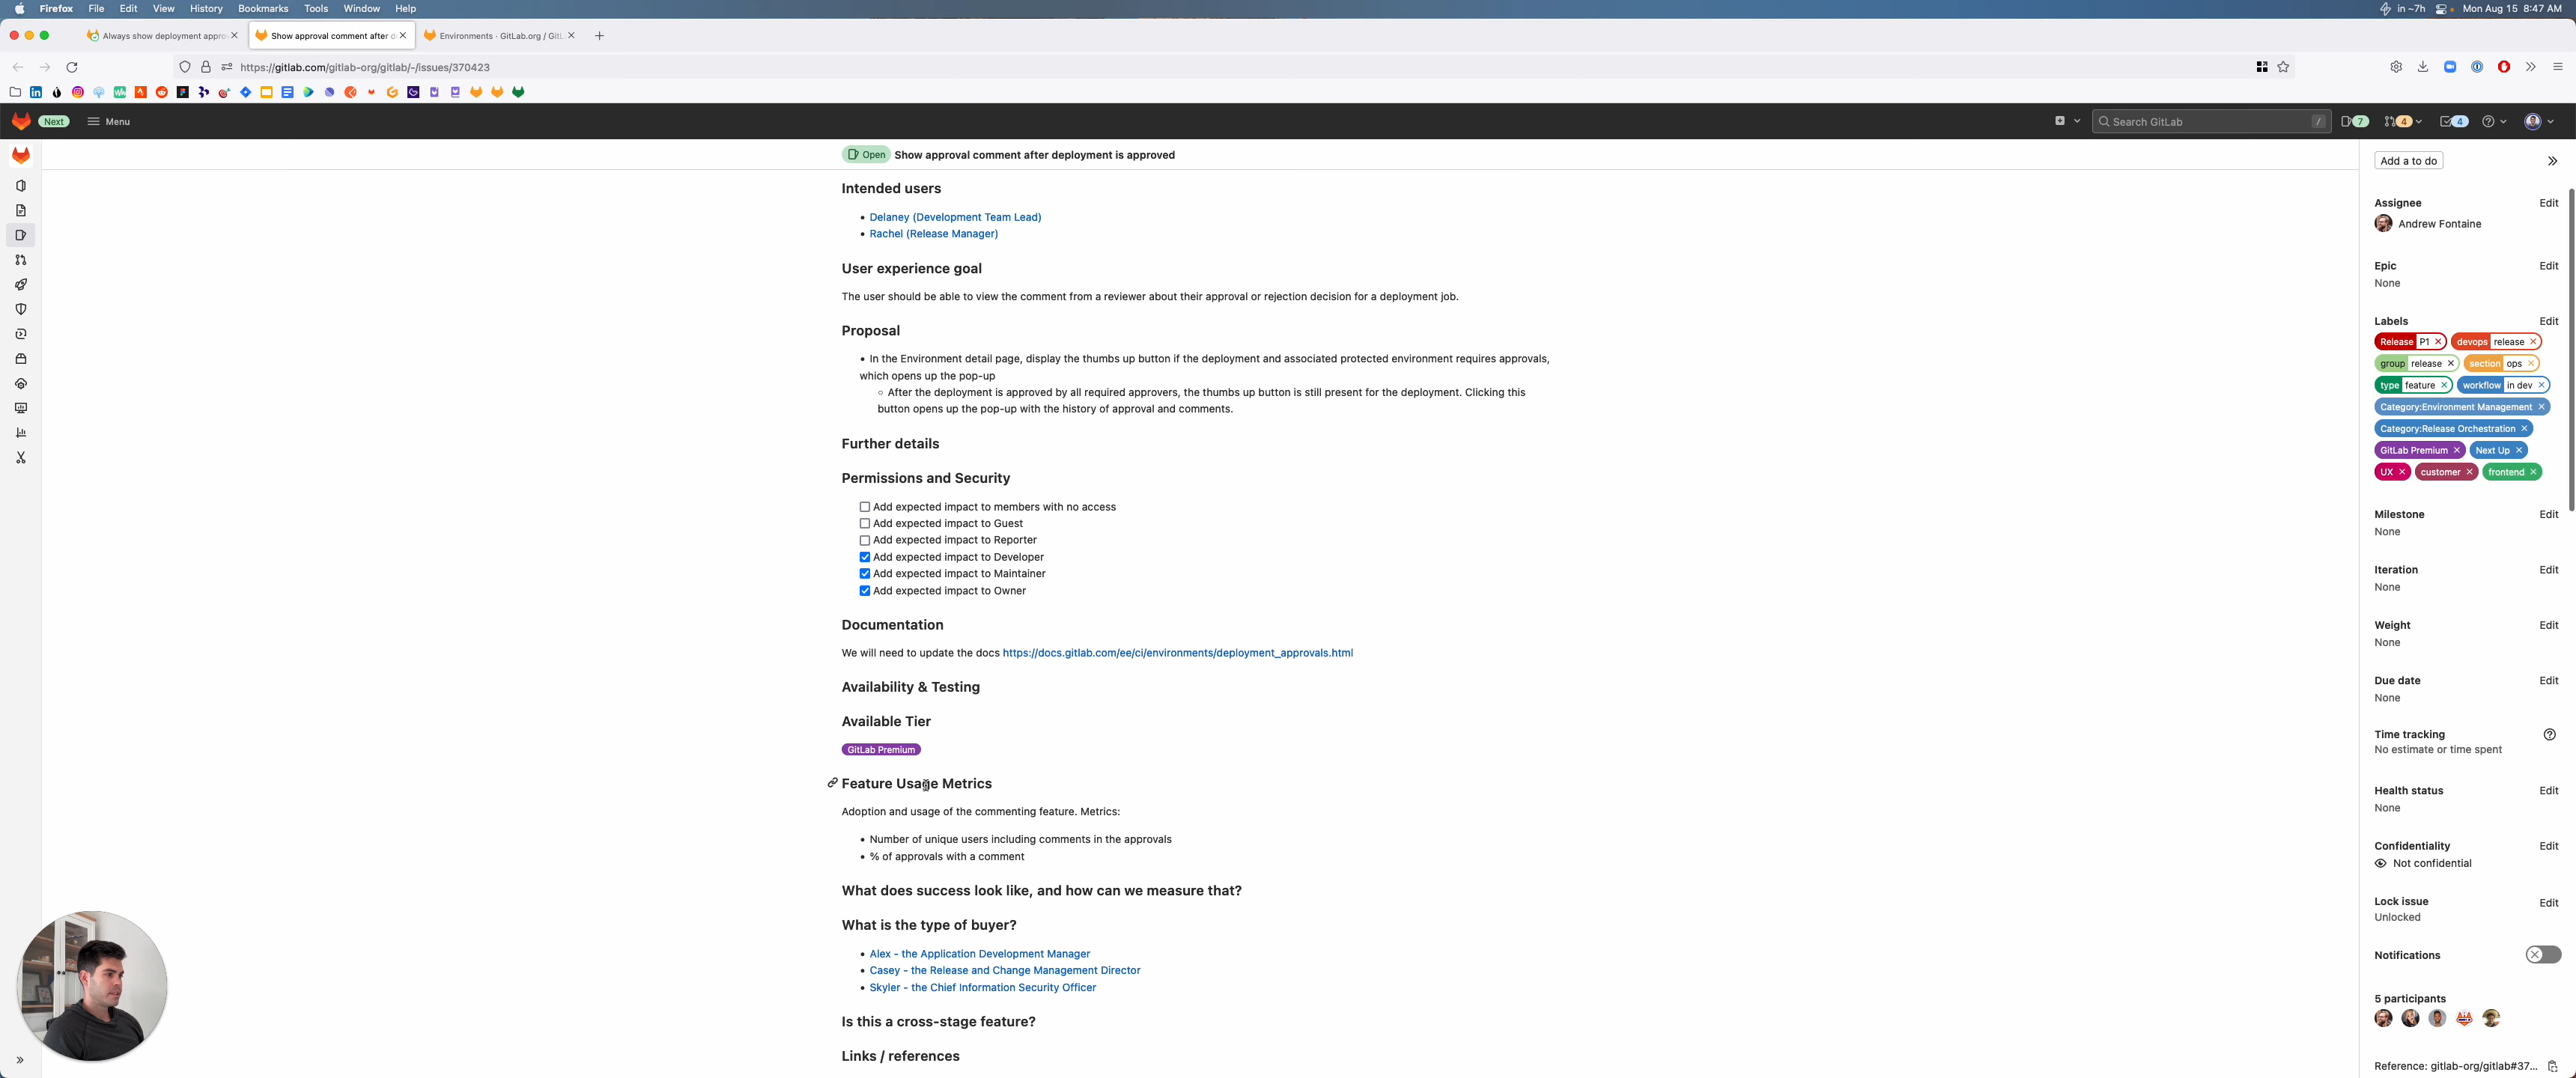 Firefox File Edit View History Bookmarks Tools Window Help
in ~7h Mon Aug 15 8:47 AM
Always show deployment appro
Show approval comment after d
Environments · GitLab.org / GitL
https://gitlab.com/gitlab-org/gitlab/-/issues/370423
Next Menu
Search GitLab / 7 4 4
Open Show approval comment after deployment is approved
Intended users
• Delaney (Development Team Lead)
• Rachel (Release Manager)
User experience goal
The user should be able to view the comment from a reviewer about their approval or rejection decision for a deployment job.
Proposal
• In the Environment detail page, display the thumbs up button if the deployment and associated protected environment requires approvals,
which opens up the pop-up
○ After the deployment is approved by all required approvers, the thumbs up button is still present for the deployment. Clicking this
button opens up the pop-up with the history of approval and comments.
Further details
Permissions and Security
Add expected impact to members with no access
Add expected impact to Guest
Add expected impact to Reporter
Add expected impact to Developer
Add expected impact to Maintainer
Add expected impact to Owner
Documentation
We will need to update the docs https://docs.gitlab.com/ee/ci/environments/deployment_approvals.html
Availability & Testing
Available Tier
GitLab Premium
Feature Usage Metrics
Adoption and usage of the commenting feature. Metrics:
• Number of unique users including comments in the approvals
• % of approvals with a comment
What does success look like, and how can we measure that?
What is the type of buyer?
• Alex - the Application Development Manager
• Casey - the Release and Change Management Director
• Skyler - the Chief Information Security Officer
Is this a cross-stage feature?
Links / references
Add a to do
Assignee Edit
Andrew Fontaine
Epic Edit
None
Labels Edit
Release P1 devops release
group release section ops
type feature workflow in dev
Category:Environment Management
Category:Release Orchestration
GitLab Premium Next Up
UX customer frontend
Milestone Edit
None
Iteration Edit
None
Weight Edit
None
Due date Edit
None
Time tracking
No estimate or time spent
Health status Edit
None
Confidentiality Edit
Not confidential
Lock issue Edit
Unlocked
Notifications
5 participants
Reference: gitlab-org/gitlab#37...